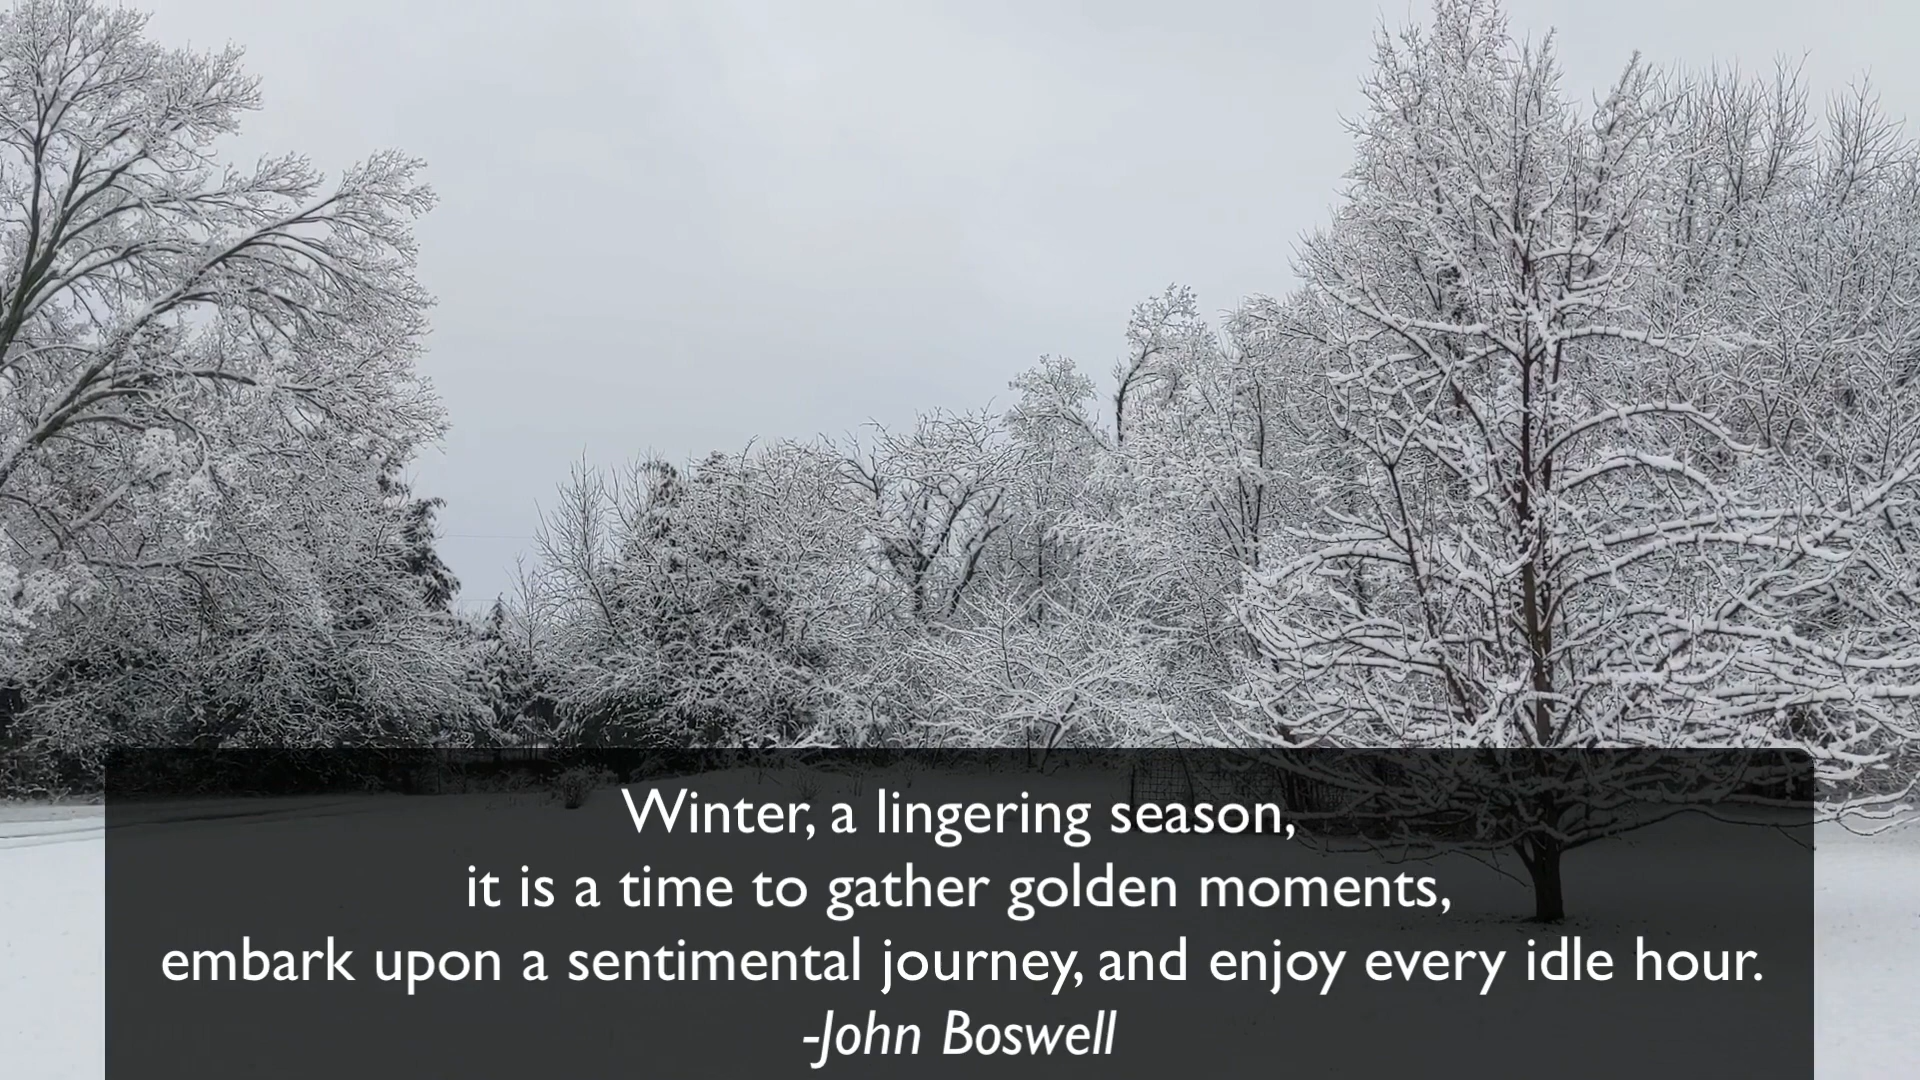 Winter, a lingering season,
it is a time to gather golden moments,
embark upon a sentimental journey, and enjoy every idle hour.
-John Boswell